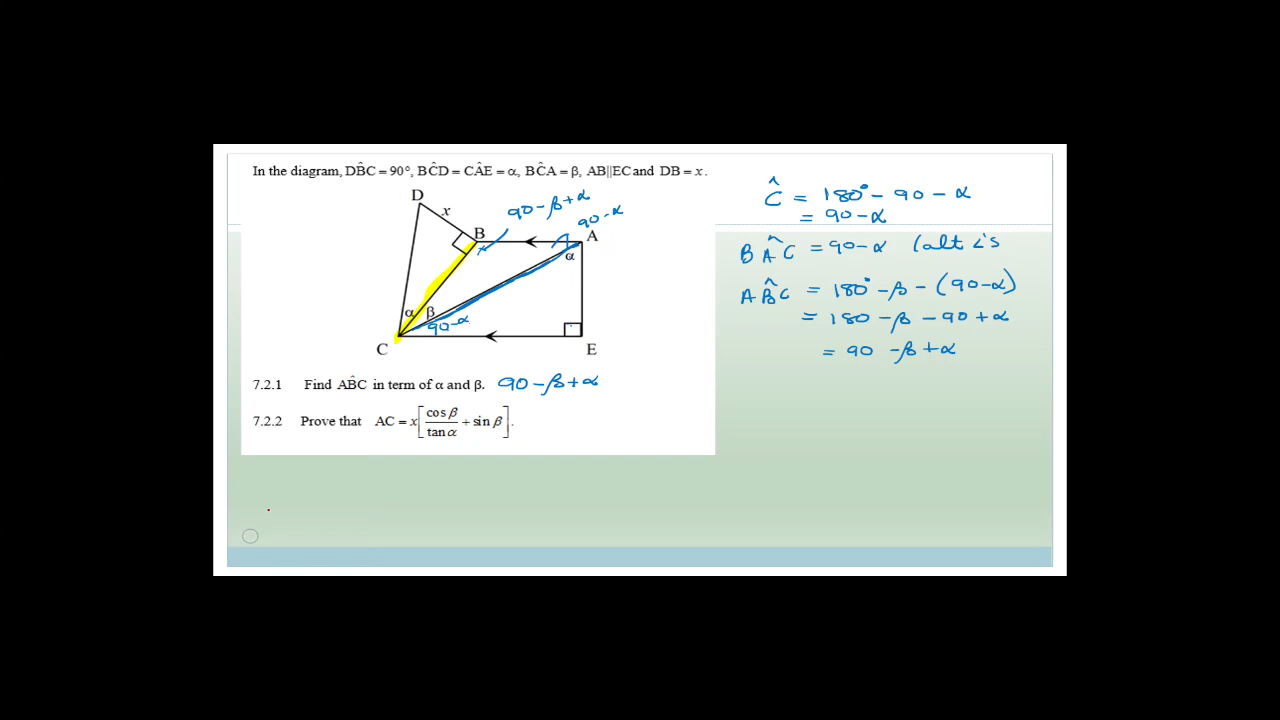 In the diagram, DB̂C = 90°, BĈD = CÂE = α, BĈA = β, AB||EC and DB = x.
D
x
B
A
90-β+α
90-α
α
α
β
90-α
C
E
7.2.1 Find AB̂C in term of α and β. 90-β+α
7.2.2 Prove that AC = x[cos β/tan α + sin β].
Ĉ = 180° - 90 - α
= 90-α
BÂC = 90-α (alt ∠'s
AB̂C = 180° - β - (90-α)
= 180 - β - 90 + α
= 90 - β + α